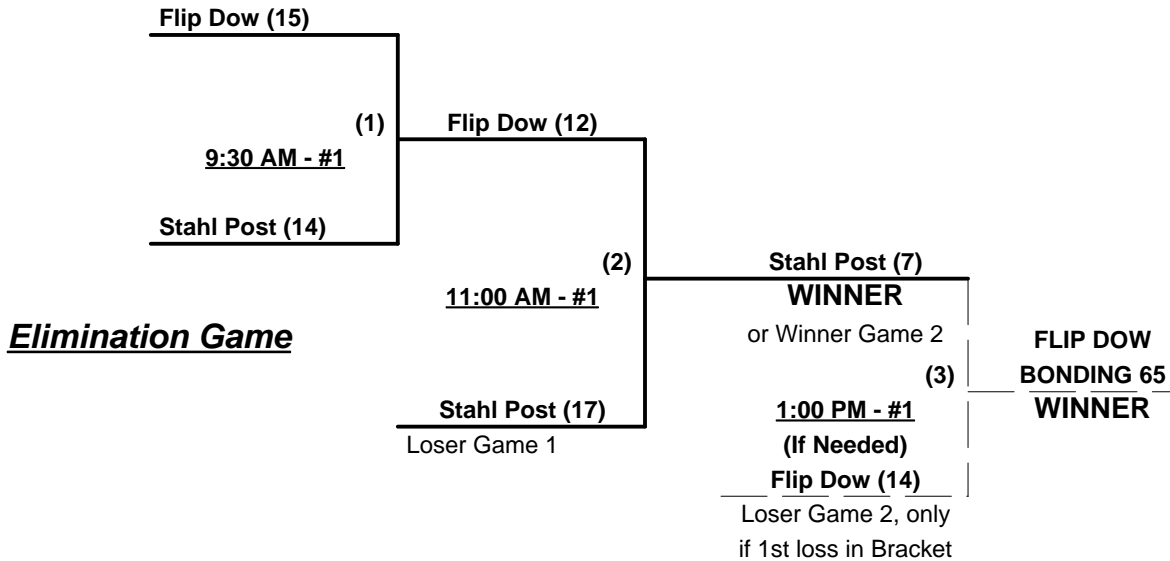 Flip Dow (15)
(1)
Flip Dow (12)
9:30 AM - #1
Stahl Post (14)
(2)
Stahl Post (7)
11:00 AM - #1
WINNER
Elimination Game
or Winner Game 2
FLIP DOW
(3)
BONDING 65
Stahl Post (17)
1:00 PM - #1
WINNER
Loser Game 1
(If Needed)
Flip Dow (14)
Loser Game 2, only
if 1st loss in Bracket